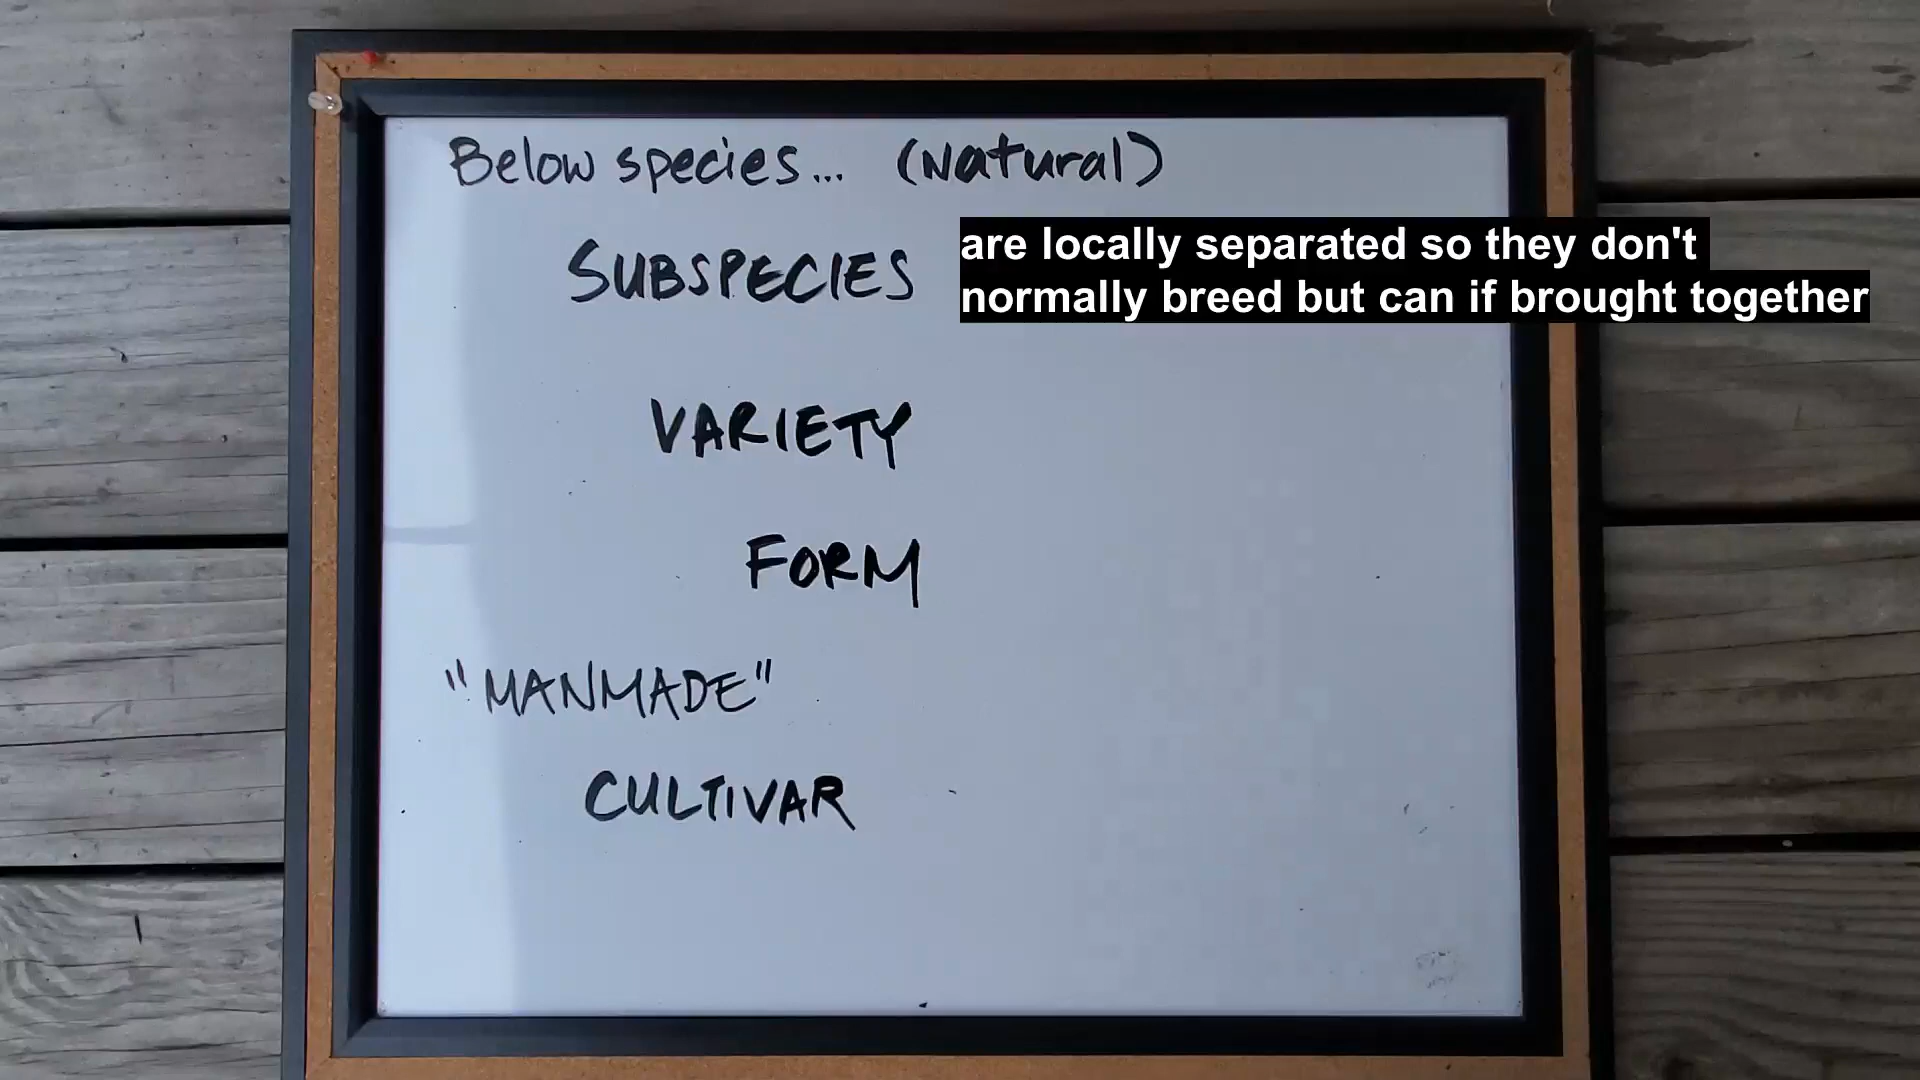 Below species... (Natural)
SUBSPECIES
are locally separated so they don't
normally breed but can if brought together
VARIETY
FORM
"MANMADE"
CULTIVAR